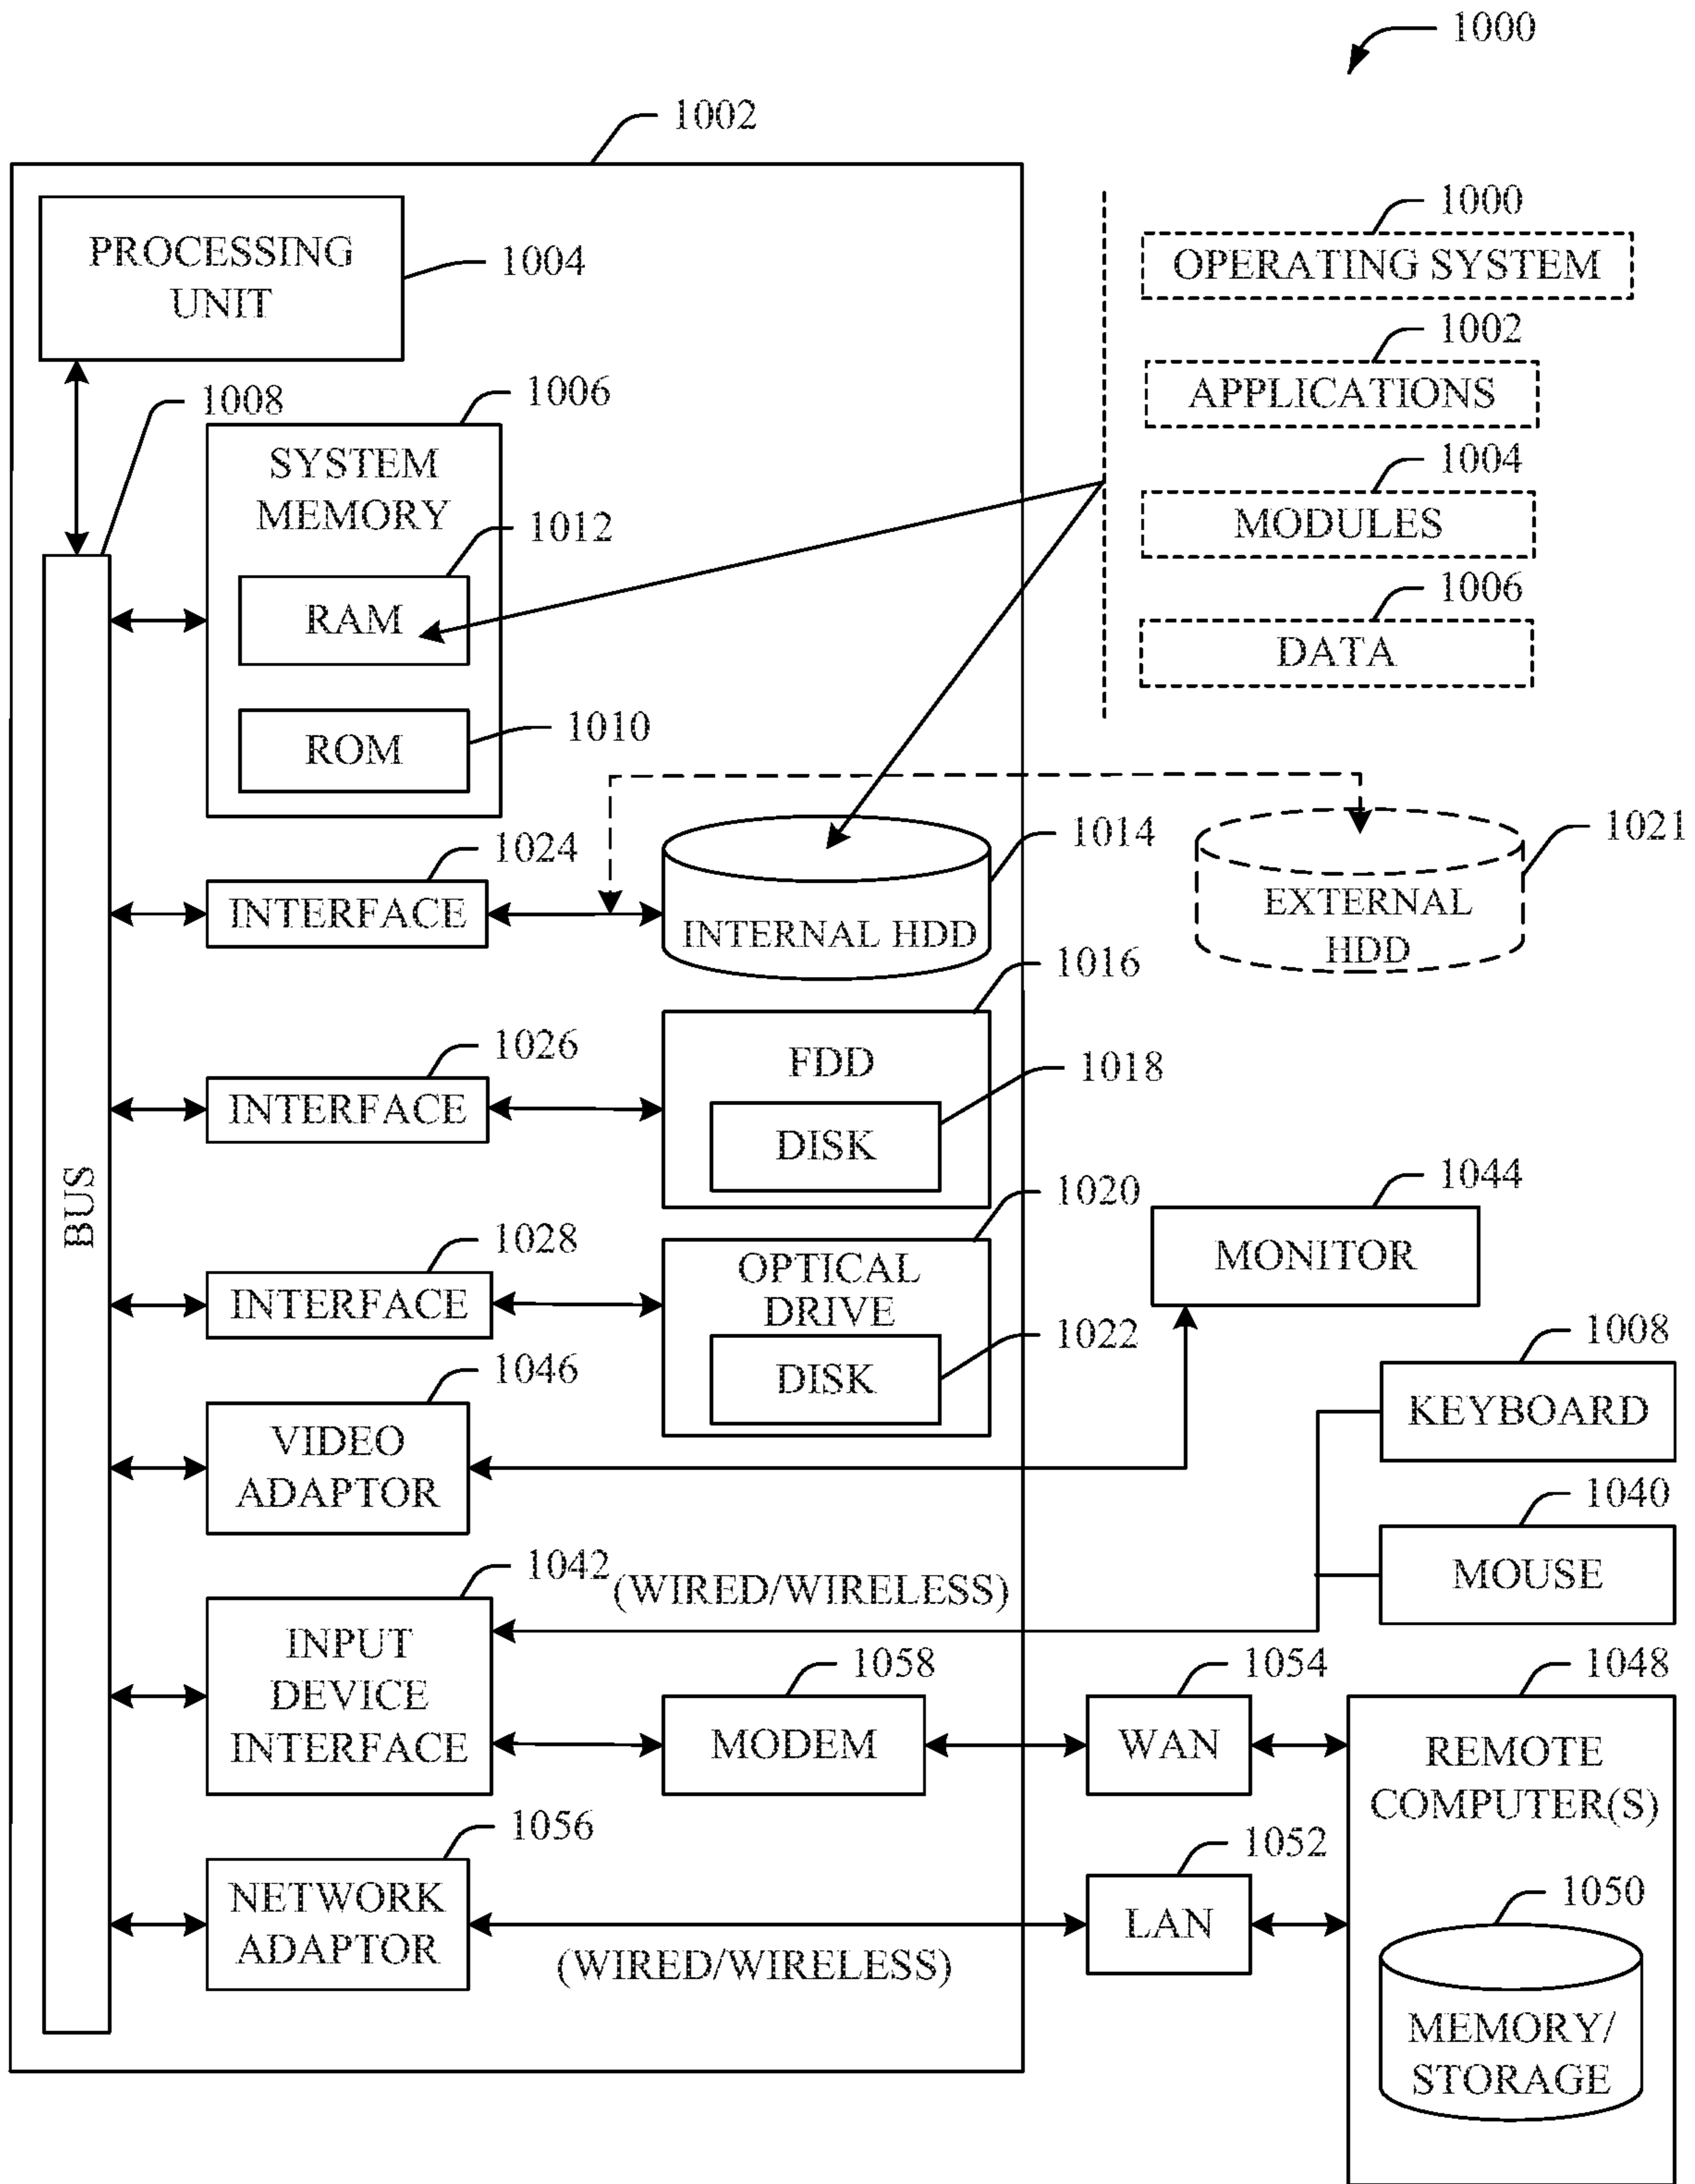 1000
1002
PROCESSING
UNIT
1004
1000
OPERATING SYSTEM
1002
APPLICATIONS
1004
MODULES
1006
DATA
1008
1006
SYSTEM
MEMORY
1012
RAM
1010
ROM
1024
INTERFACE
1014
INTERNAL HDD
1021
EXTERNAL
HDD
1016
1026
INTERFACE
FDD
1018
DISK
BUS
1020
1028
INTERFACE
OPTICAL
DRIVE
1022
DISK
1044
MONITOR
1046
VIDEO
ADAPTOR
1008
KEYBOARD
1040
MOUSE
1042
(WIRED/WIRELESS)
INPUT
DEVICE
INTERFACE
1058
MODEM
1054
WAN
1048
REMOTE
COMPUTER(S)
1056
NETWORK
ADAPTOR
(WIRED/WIRELESS)
1052
LAN
1050
MEMORY/
STORAGE